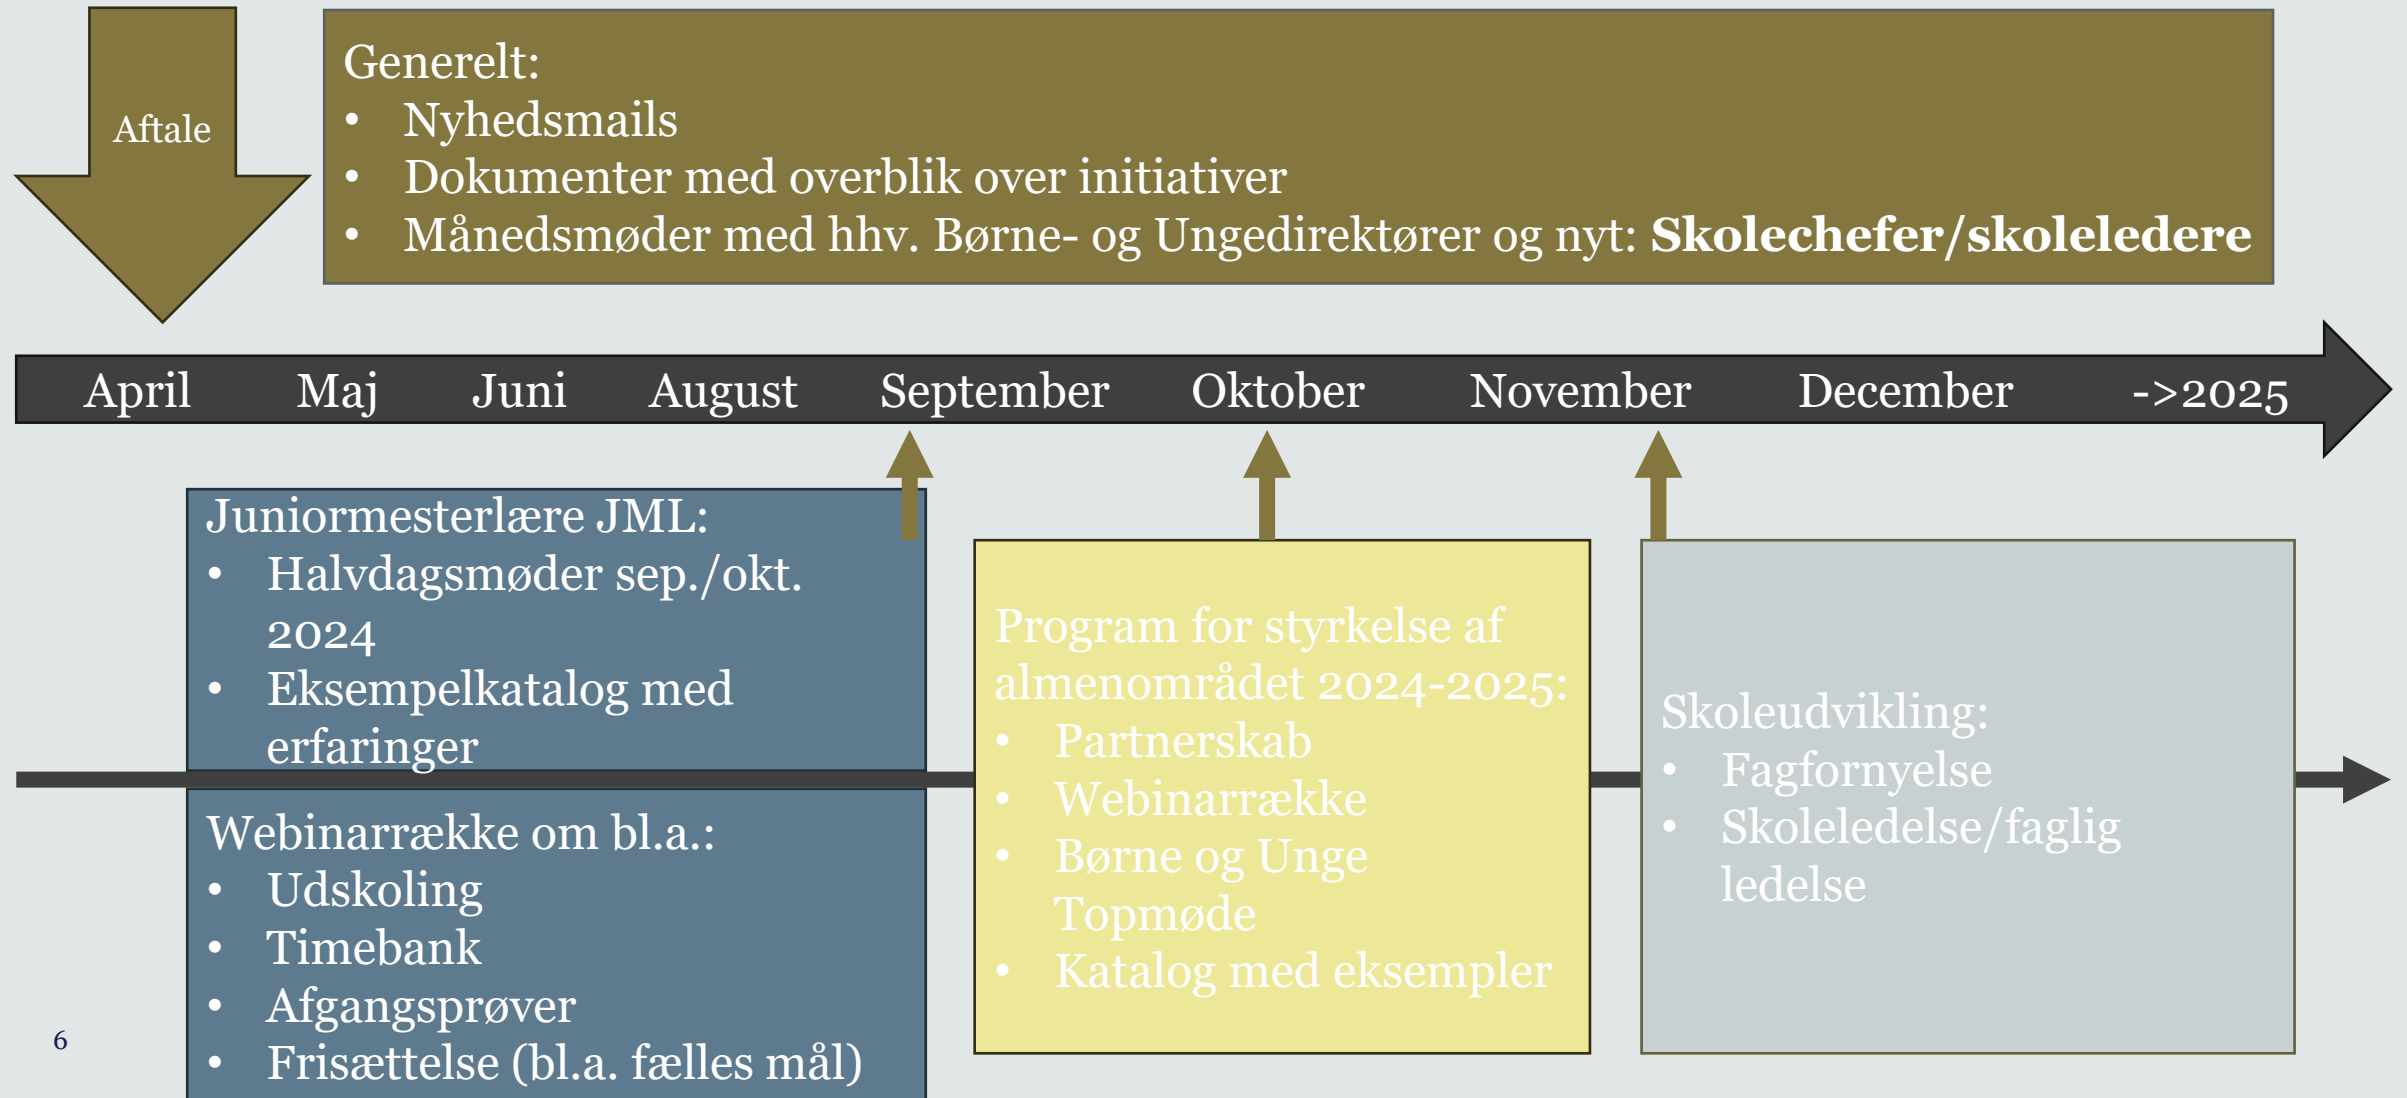 Aftale
Generelt:
• Nyhedsmails
• Dokumenter med overblik over initiativer
• Månedsmøder med hhv. Børne- og Ungedirektører og nyt: Skolechefer/skoleledere
April Maj Juni August September Oktober November December ->2025
Juniormesterlære JML:
• Halvdagsmøder sep./okt.
2024
• Eksempelkatalog med
erfaringer
Webinarrække om bl.a.:
• Udskoling
• Timebank
• Afgangsprøver
• Frisættelse (bl.a. fælles mål)
Program for styrkelse af
almenområdet 2024-2025:
• Partnerskab
• Webinarrække
• Børne og Unge
Topmøde
• Katalog med eksempler
Skoleudvikling:
• Fagfornyelse
• Skoleledelse/faglig
ledelse
6